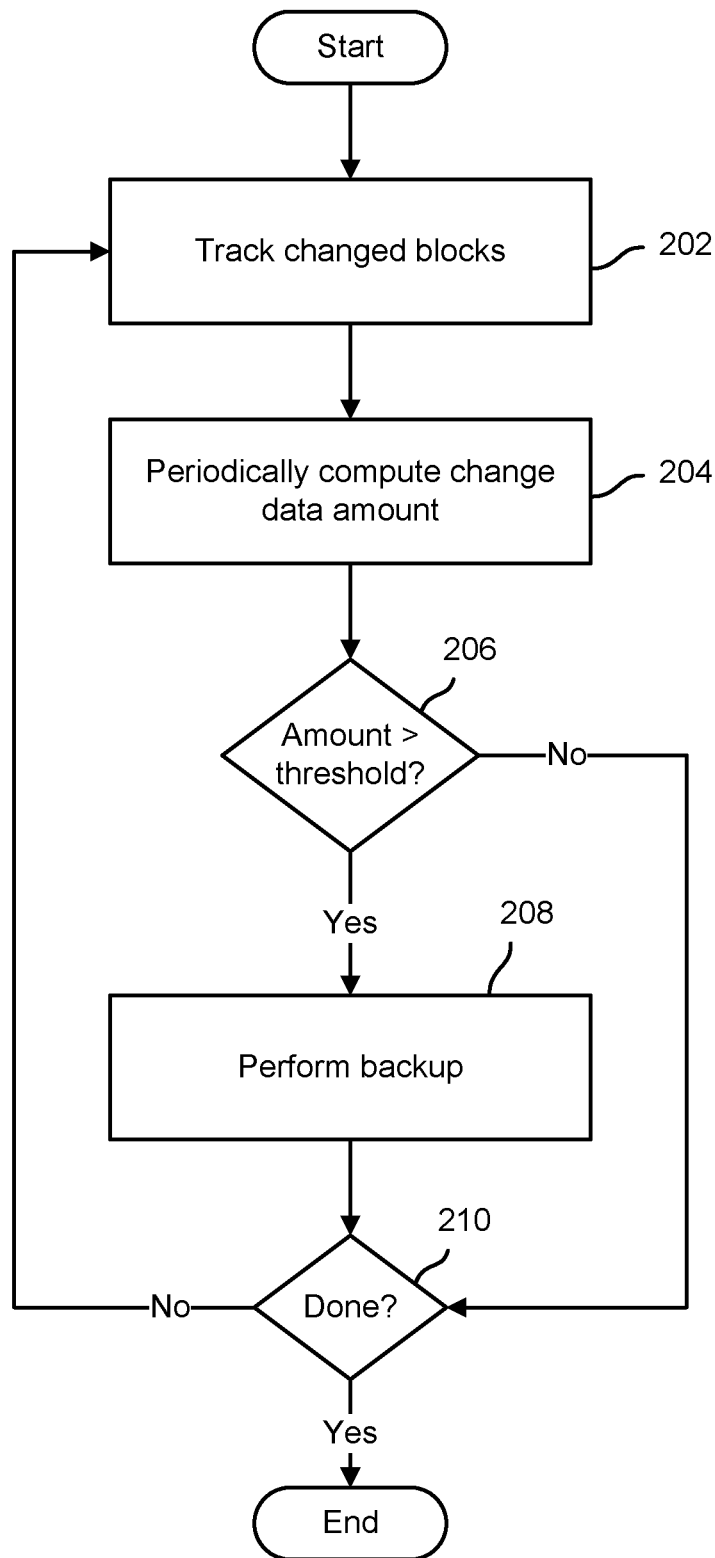 Start
Track changed blocks
202
Periodically compute change
data amount
204
206
Amount >
threshold?
No
Yes
208
Perform backup
210
Done?
No
Yes
End